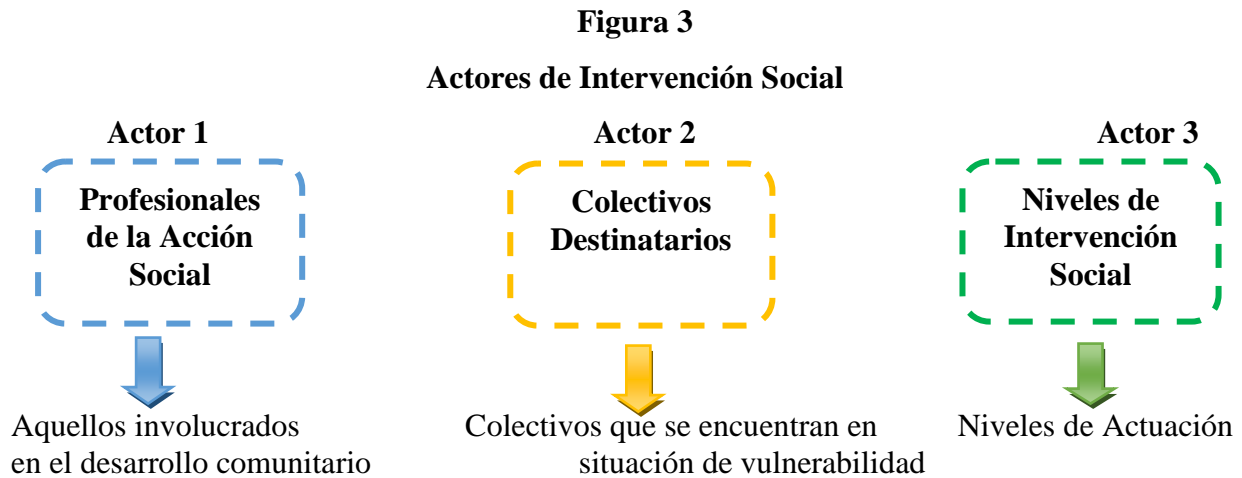 Figura 3
Actores de Intervención Social
Actor 1
Profesionales
de la Acción
Social
Aquellos involucrados
en el desarrollo comunitario
Actor 2
Colectivos
Destinatarios
Colectivos que se encuentran en
situación de vulnerabilidad
Actor 3
Niveles de
Intervención
Social
Niveles de Actuación